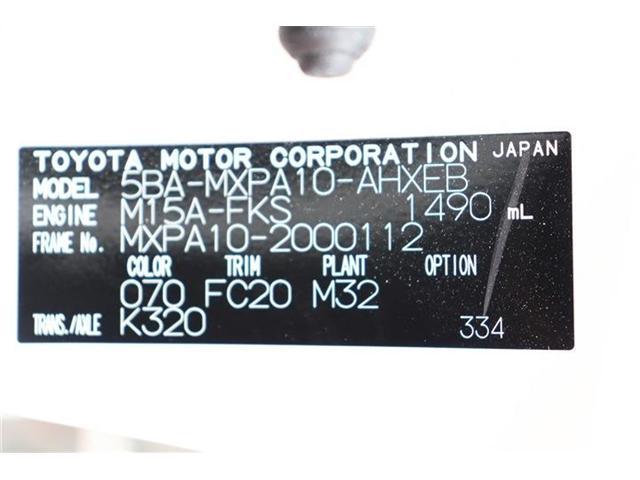 TOYOTA MOTOR CORPORATION JAPAN
MODEL 5BA-MXPA10-AHXEB
ENGINE M15A-FKS 1490 mL
FRAME No. MXPA10-2000112
COLOR TRIM PLANT OPTION
070 FC20 M32
TRANS./AXLE K320 334